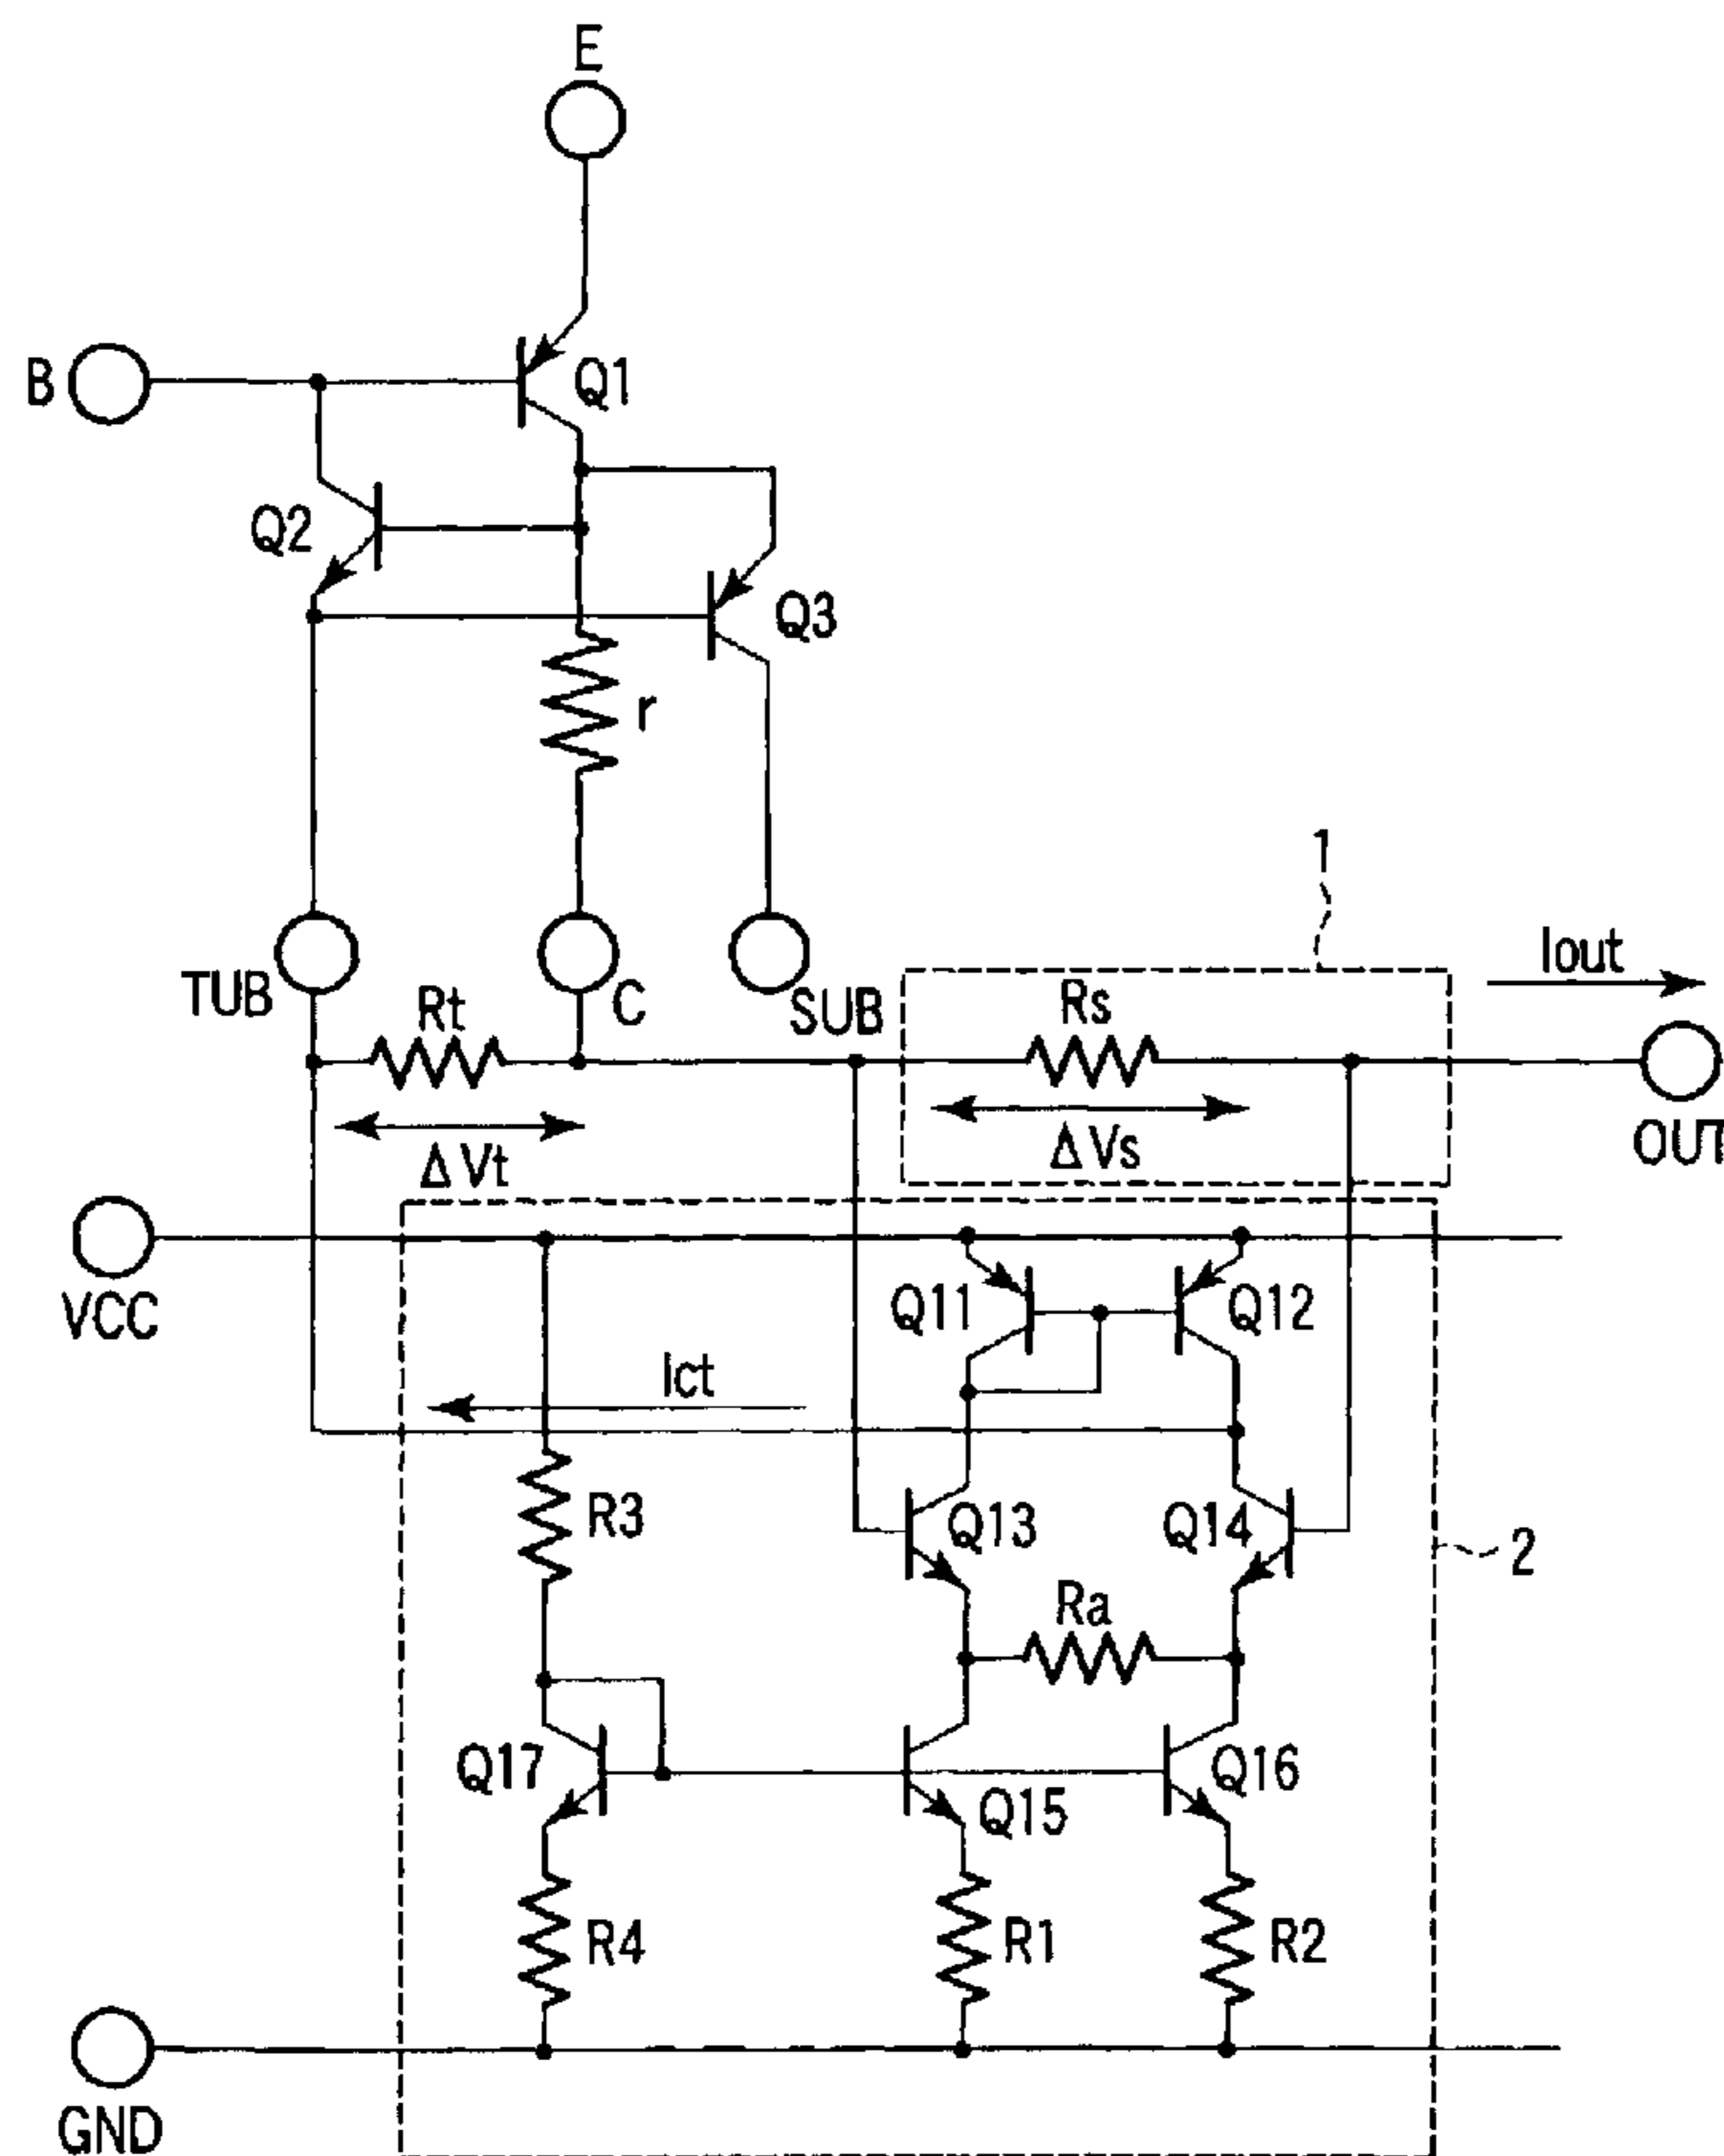 E
B
Q1
Q2
Q3
r
1
Iout
TUB
Rt
C
SUB
Rs
ΔVt
ΔVs
OUT
VCC
Q11
Q12
Ict
R3
Q13
Q14
2
Ra
Q17
Q16
Q15
R4
R1
R2
GND